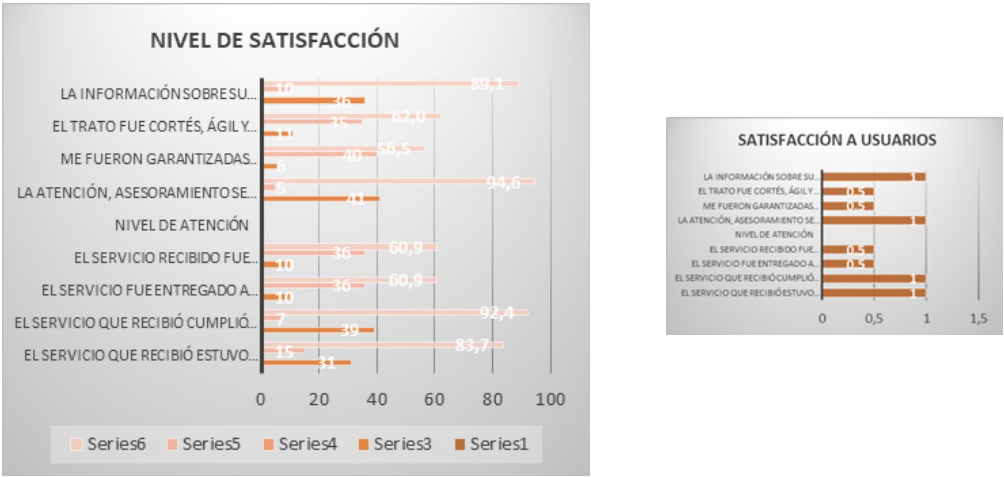 NIVEL DE SATISFACCIÓN
LA INFORMACIÓN SOBRE SU... 89,1 10 36
EL TRATO FUE CORTÉS, ÁGIL Y... 62,0 35 11
ME FUERON GARANTIZADAS... 56,5 40 6
LA ATENCIÓN, ASESORAMIENTO SE... 94,6 5 41
NIVEL DE ATENCIÓN
EL SERVICIO RECIBIDO FUE... 60,9 36 10
EL SERVICIO FUE ENTREGADO A... 60,9 36 10
EL SERVICIO QUE RECIBIÓ CUMPLIÓ... 92,4 7 39
EL SERVICIO QUE RECIBIÓ ESTUVO... 83,7 15 31
0 20 40 60 80 100
Series6 Series5 Series4 Series3 Series1
SATISFACCIÓN A USUARIOS
LA INFORMACIÓN SOBRE SU... 1
EL TRATO FUE CORTÉS, ÁGIL Y... 0,5
ME FUERON GARANTIZADAS... 0,5
LA ATENCIÓN, ASESORAMIENTO SE... 1
NIVEL DE ATENCIÓN
EL SERVICIO RECIBIDO FUE... 0,5
EL SERVICIO FUE ENTREGADO A... 0,5
EL SERVICIO QUE RECIBIÓ CUMPLIÓ... 1
EL SERVICIO QUE RECIBIÓ ESTUVO... 1
0 0,5 1 1,5